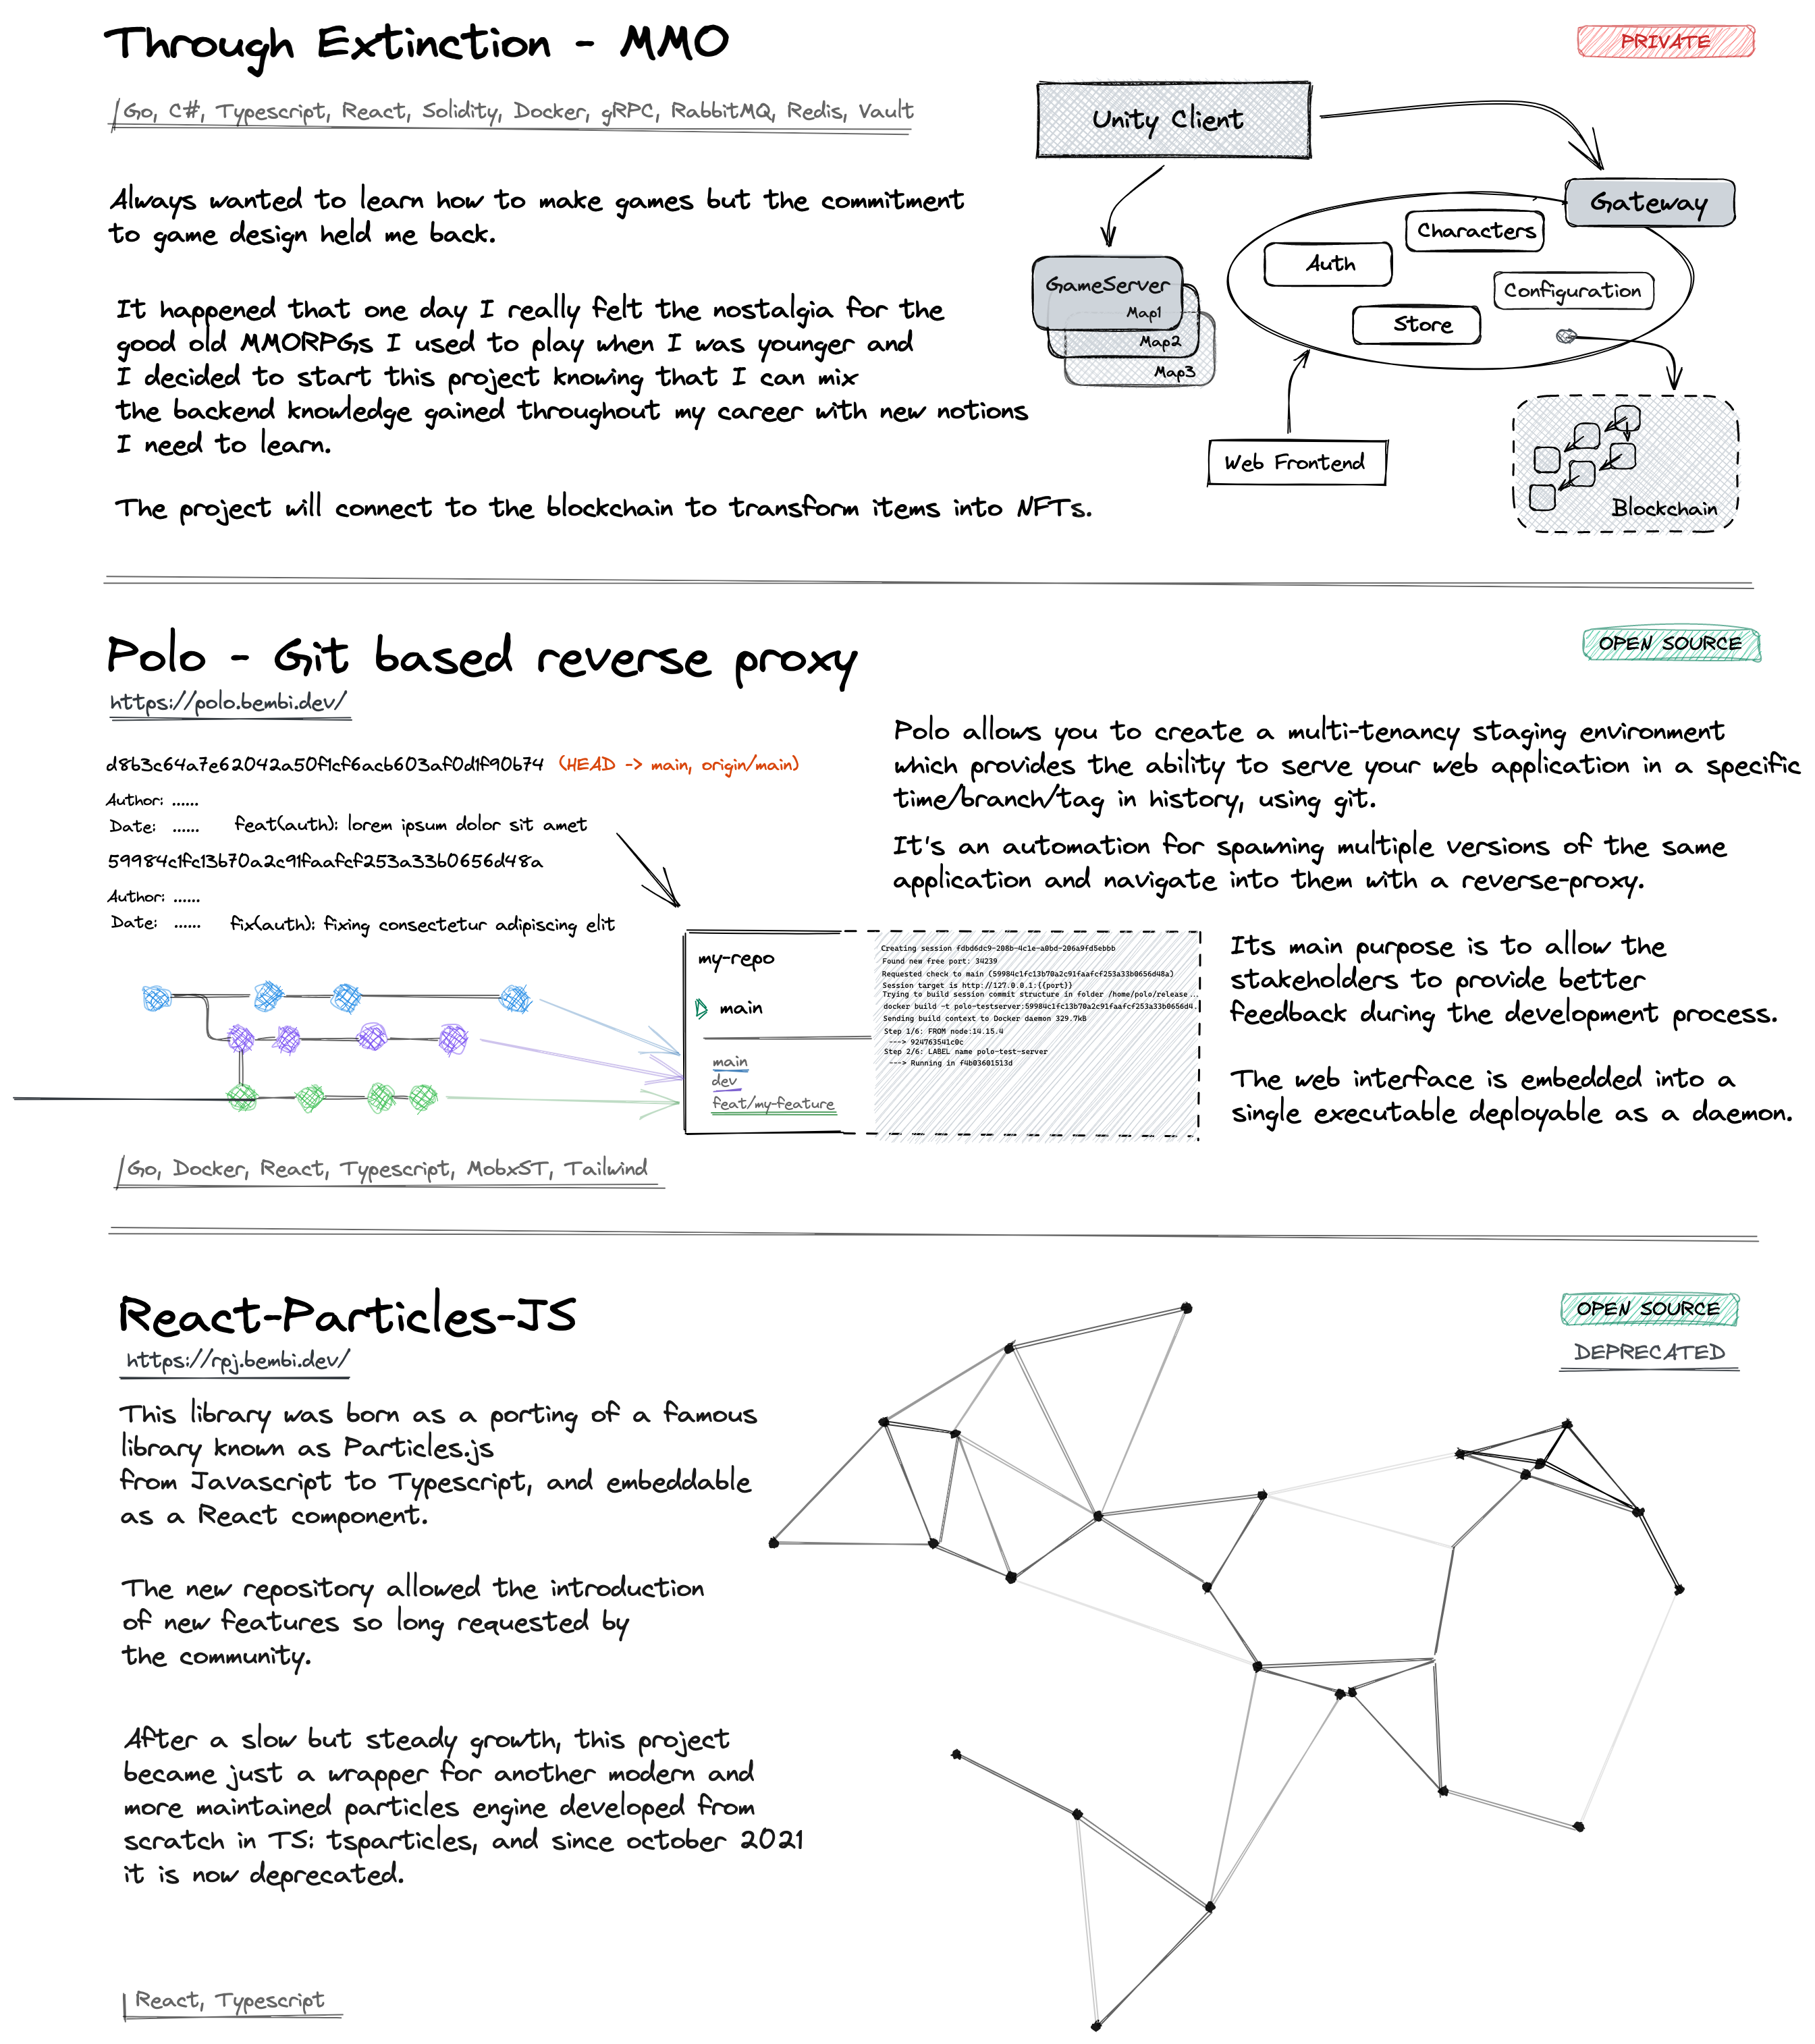 Through Extinction - MMO
PRIVATE
Go, C#, Typescript, React, Solidity, Docker, gRPC, RabbitMQ, Redis, Vault
Always wanted to learn how to make games but the commitment
to game design held me back.
It happened that one day I really felt the nostalgia for the
good old MMORPGs I used to play when I was younger and
I decided to start this project knowing that I can mix
the backend knowledge gained throughout my career with new notions
I need to learn.
The project will connect to the blockchain to transform items into NFTs.
Unity Client
Gateway
Characters
Auth
Configuration
Store
GameServer
Map1
Map2
Map3
Web Frontend
Blockchain
Polo - Git based reverse proxy
OPEN SOURCE
https://polo.bembi.dev/
d8b3c64a7e62042a50f1cf6acb603af0d1f90b74 (HEAD -> main, origin/main)
Author: ......
Date: ...... feat(auth): lorem ipsum dolor sit amet
59984c1fc13b70a2c91faafcf253a33b0656d48a
Author: ......
Date: ...... fix(auth): fixing consectetur adipiscing elit
Polo allows you to create a multi-tenancy staging environment
which provides the ability to serve your web application in a specific
time/branch/tag in history, using git.
It's an automation for spawning multiple versions of the same
application and navigate into them with a reverse-proxy.
my-repo
main
main
dev
feat/my-feature
Creating session fdbd6dc9-208b-4c1e-a0bd-206a9fd5ebbb
Found new free port: 34239
Requested check to main (59984c1fc13b70a2c91faafcf253a33b0656d48a)
Session target is http://127.0.0.1:{{port}}
Trying to build session commit structure in folder /home/polo/release...
docker build -t polo-testserver:59984c1fc13b70a2c91faafcf253a33b0656d4.
Sending build context to Docker daemon 329.7kB
Step 1/6: FROM node:14.15.4
---> 924763541c0c
Step 2/6: LABEL name polo-test-server
---> Running in f4b03601513d
Its main purpose is to allow the
stakeholders to provide better
feedback during the development process.
The web interface is embedded into a
single executable deployable as a daemon.
Go, Docker, React, Typescript, MobxST, Tailwind
React-Particles-JS
OPEN SOURCE
DEPRECATED
https://rpj.bembi.dev/
This library was born as a porting of a famous
library known as Particles.js
from Javascript to Typescript, and embeddable
as a React component.
The new repository allowed the introduction
of new features so long requested by
the community.
After a slow but steady growth, this project
became just a wrapper for another modern and
more maintained particles engine developed from
scratch in TS: tsparticles, and since october 2021
it is now deprecated.
React, Typescript